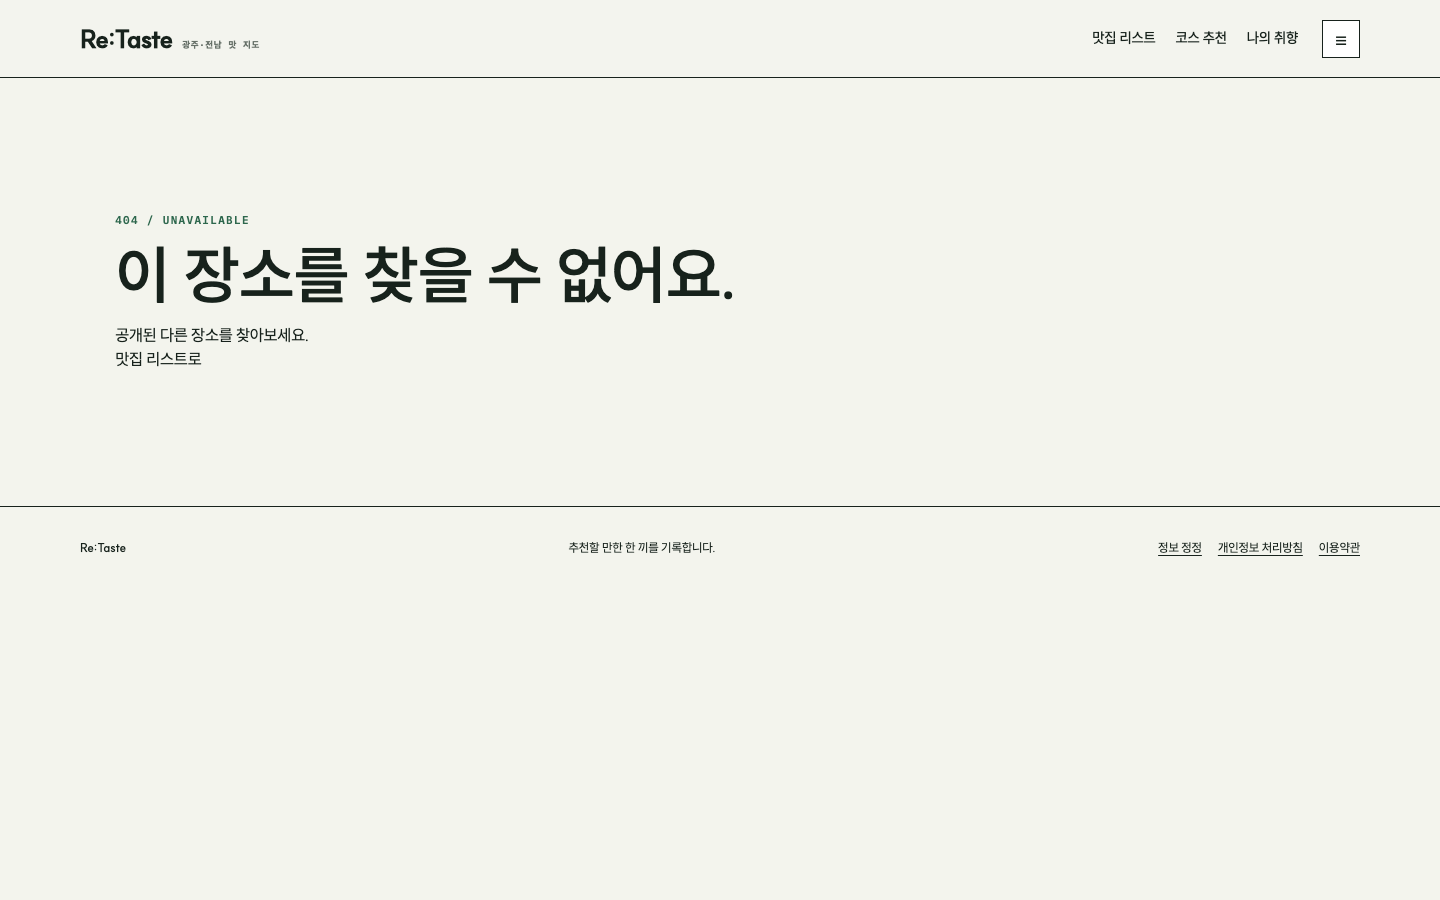 Re:Taste 광주·전남 맛 지도
맛집 리스트 코스 추천 나의 취향
404 / UNAVAILABLE
이 장소를 찾을 수 없어요.
공개된 다른 장소를 찾아보세요.
맛집 리스트로
Re:Taste
추천할 만한 한 끼를 기록합니다.
정보 정정 개인정보 처리방침 이용약관